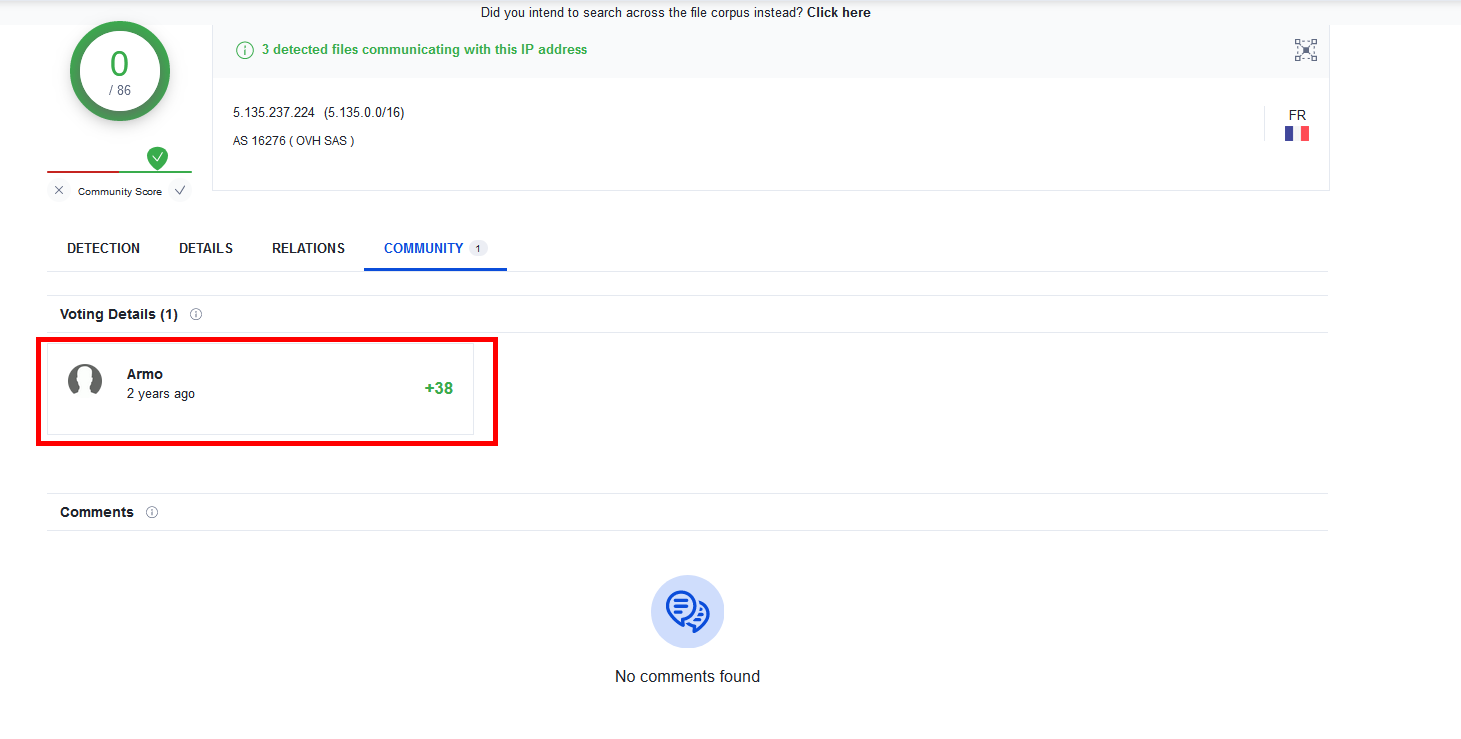 Did you intend to search across the file corpus instead? Click here
0
/ 86
3 detected files communicating with this IP address
5.135.237.224 (5.135.0.0/16)
AS 16276 ( OVH SAS )
FR
Community Score
DETECTION DETAILS RELATIONS COMMUNITY 1
Voting Details (1)
Armo
2 years ago
+38
Comments
No comments found